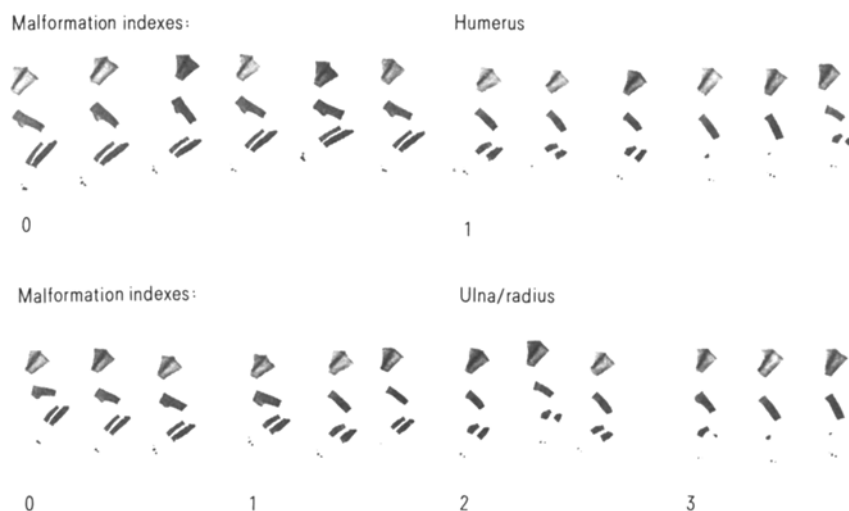 Malformation indexes: Humerus
0 1
Malformation indexes: Ulna/radius
0 1 2 3